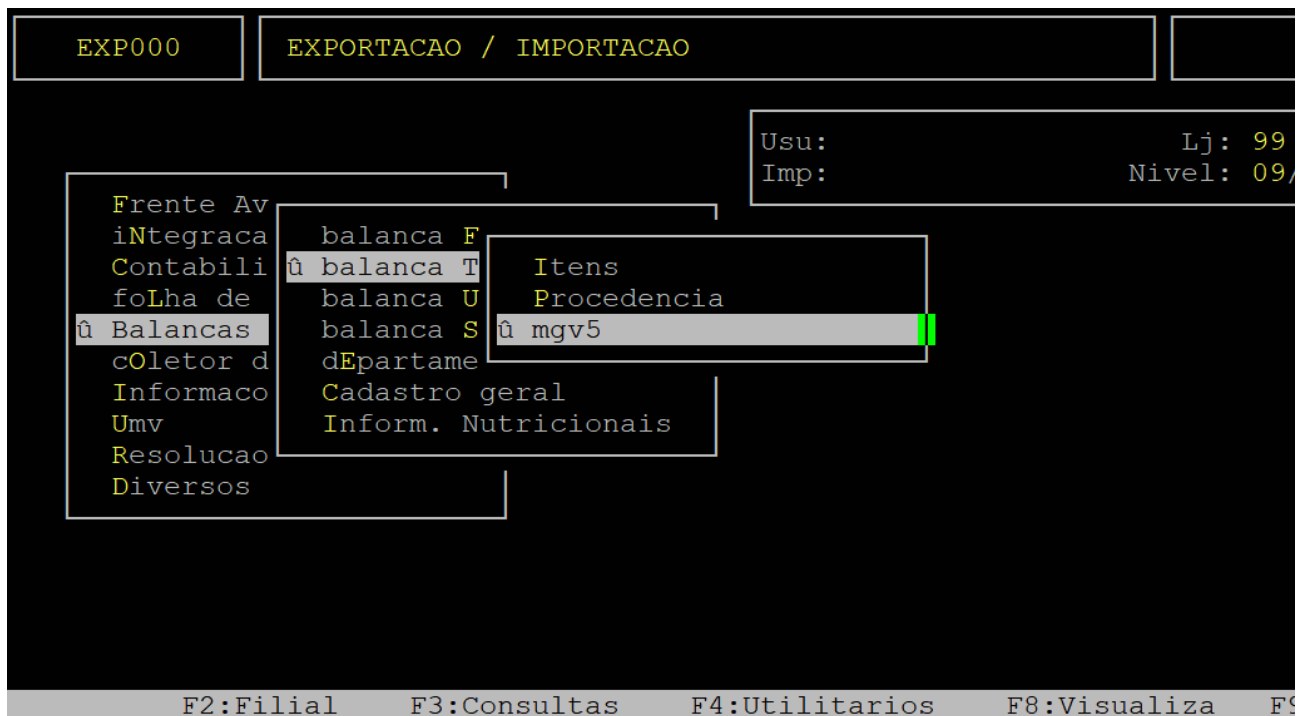 EXP000 EXPORTACAO / IMPORTACAO
Usu: Lj: 99
Imp: Nivel: 09/
Frente Av
iNtegraca balanca F
Contabili û balanca T Itens
foLha de balanca U Procedencia
û Balancas balanca S û mgv5
cOletor d dEpartame
Informaco Cadastro geral
Umv Inform. Nutricionais
Resolucao
Diversos
F2:Filial F3:Consultas F4:Utilitarios F8:Visualiza F9